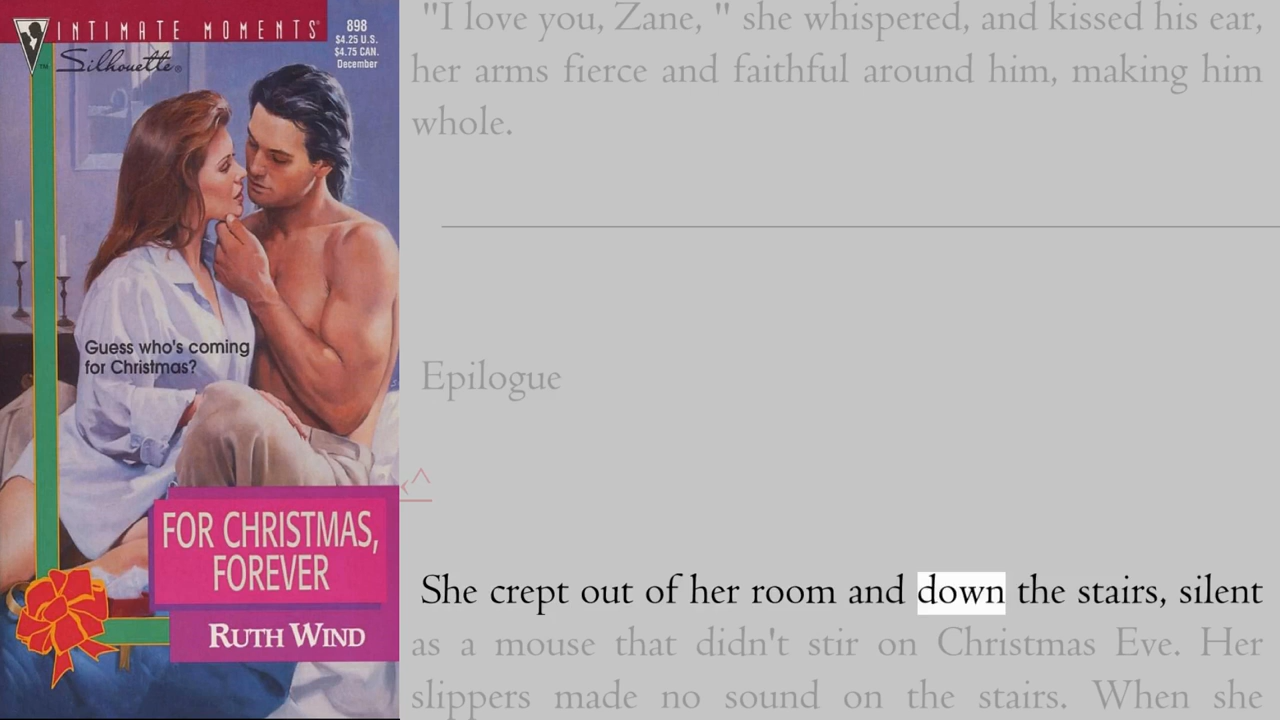 INTIMATE MOMENTS®
898
$4.25 U.S.
$4.75 CAN.
December
™ Silhouette®
Guess who's coming
for Christmas?
FOR CHRISTMAS,
FOREVER
RUTH WIND
"I love you, Zane, " she whispered, and kissed his ear,
her arms fierce and faithful around him, making him
whole.
Epilogue
‹^
She crept out of her room and down the stairs, silent
as a mouse that didn't stir on Christmas Eve. Her
slippers made no sound on the stairs. When she